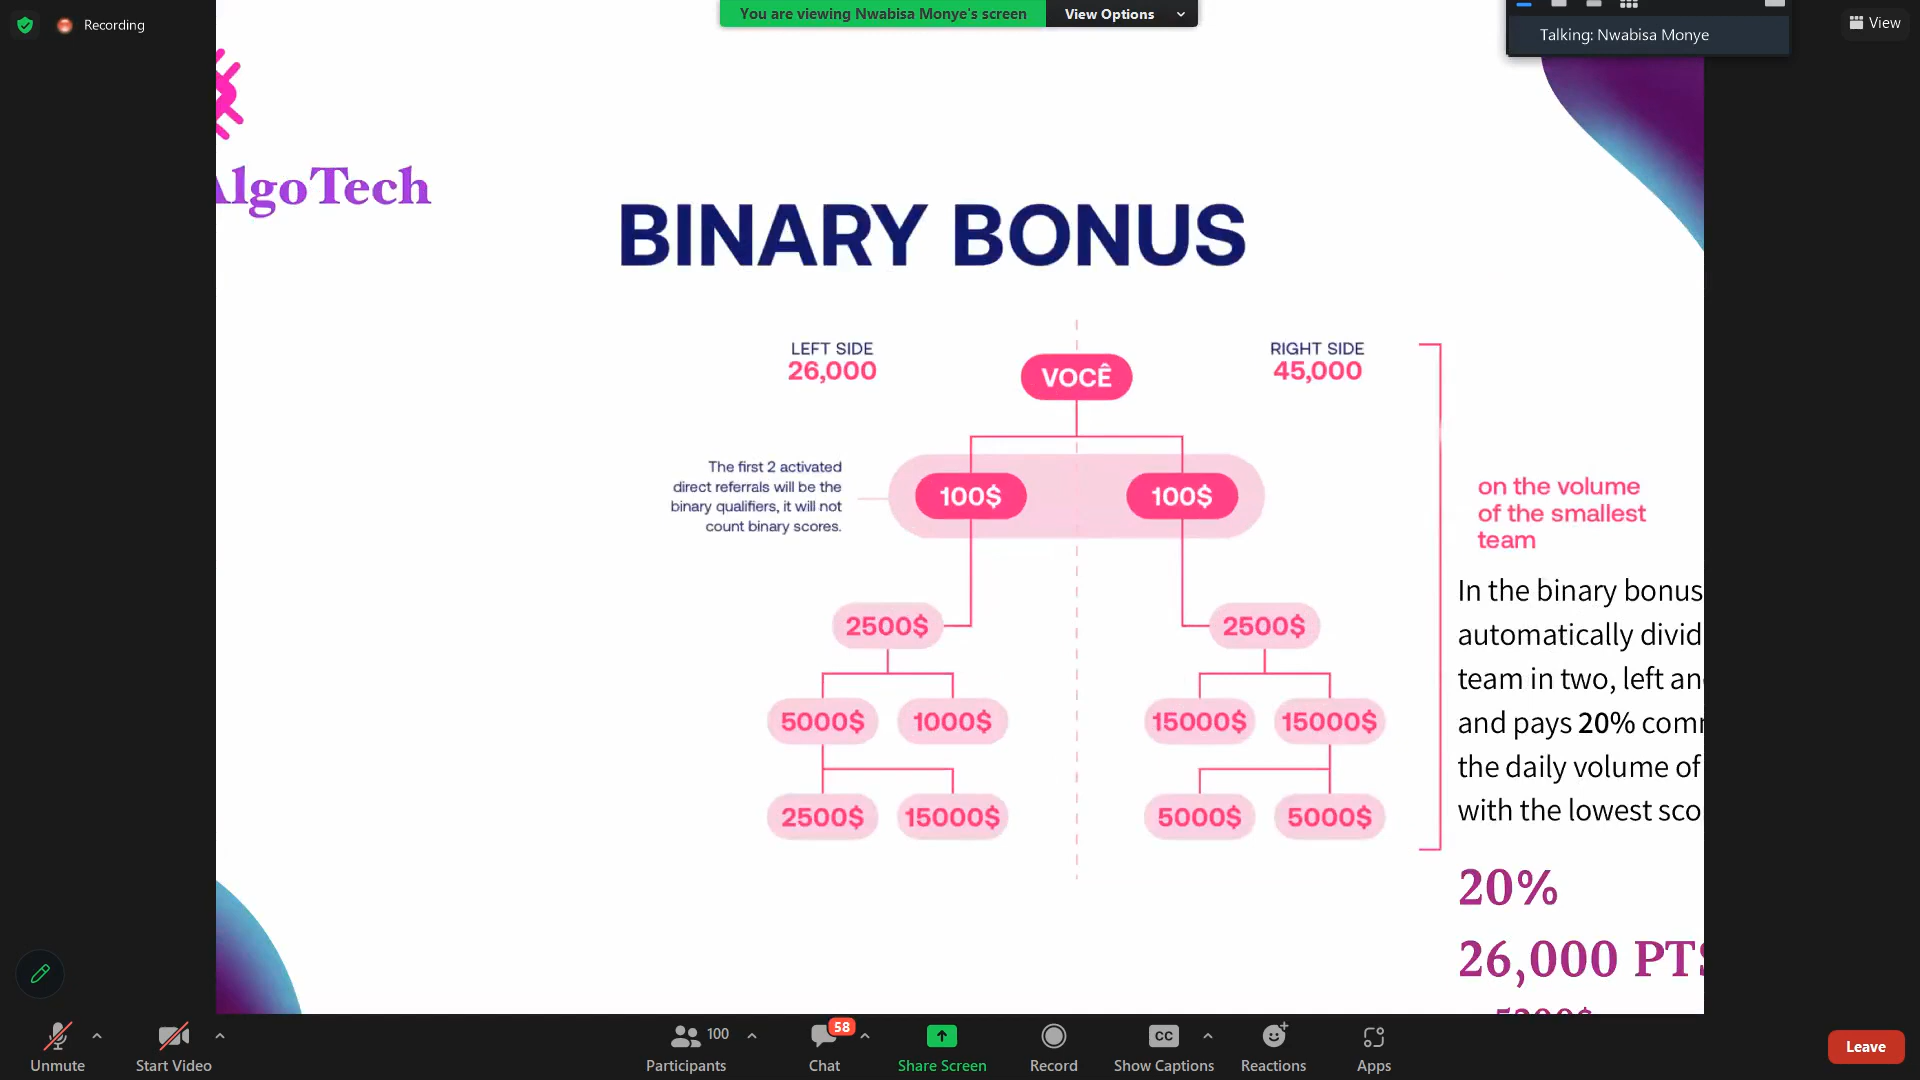 Recording
You are viewing Nwabisa Monye's screen
View Options
Talking: Nwabisa Monye
View
AlgoTech
BINARY BONUS
LEFT SIDE
26,000
VOCÊ
RIGHT SIDE
45,000
The first 2 activated
direct referrals will be the
binary qualifiers, it will not
count binary scores.
100$
100$
2500$
2500$
5000$
1000$
15000$
15000$
2500$
15000$
5000$
5000$
on the volume
of the smallest
team
In the binary bonus
automatically divid
team in two, left an
and pays 20% com
the daily volume of
with the lowest sco
20%
26,000 PTS
Unmute
Start Video
100
Participants
58
Chat
Share Screen
Record
CC
Show Captions
Reactions
Apps
Leave